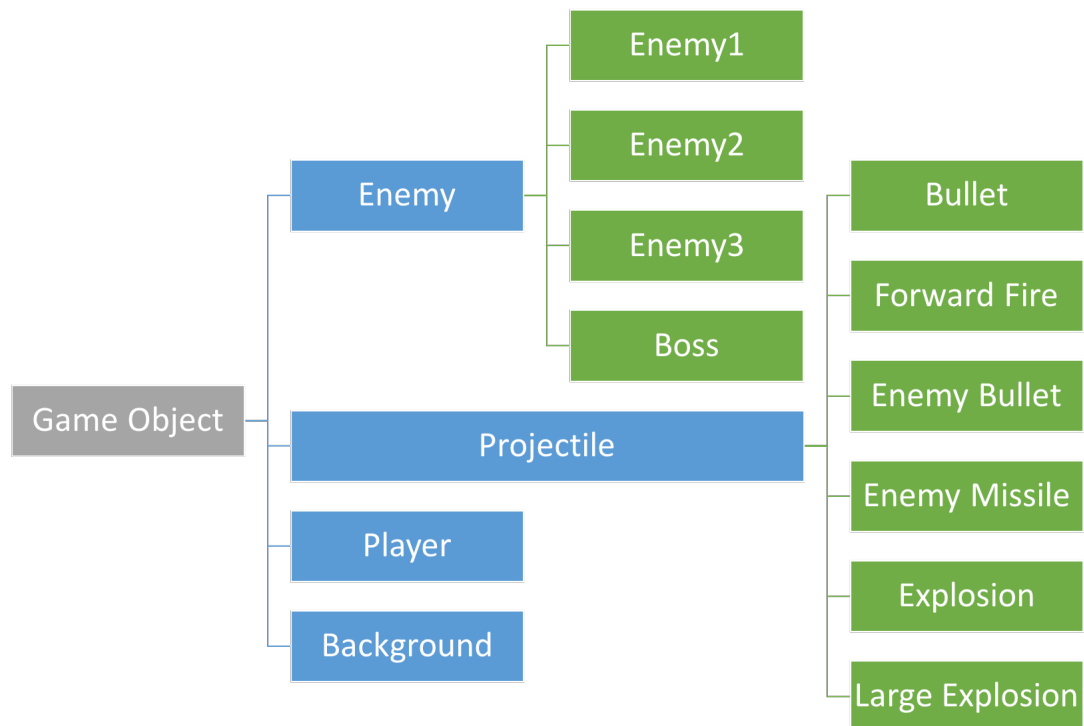 Game Object
Enemy
Enemy1
Enemy2
Enemy3
Boss
Projectile
Bullet
Forward Fire
Enemy Bullet
Enemy Missile
Explosion
Large Explosion
Player
Background